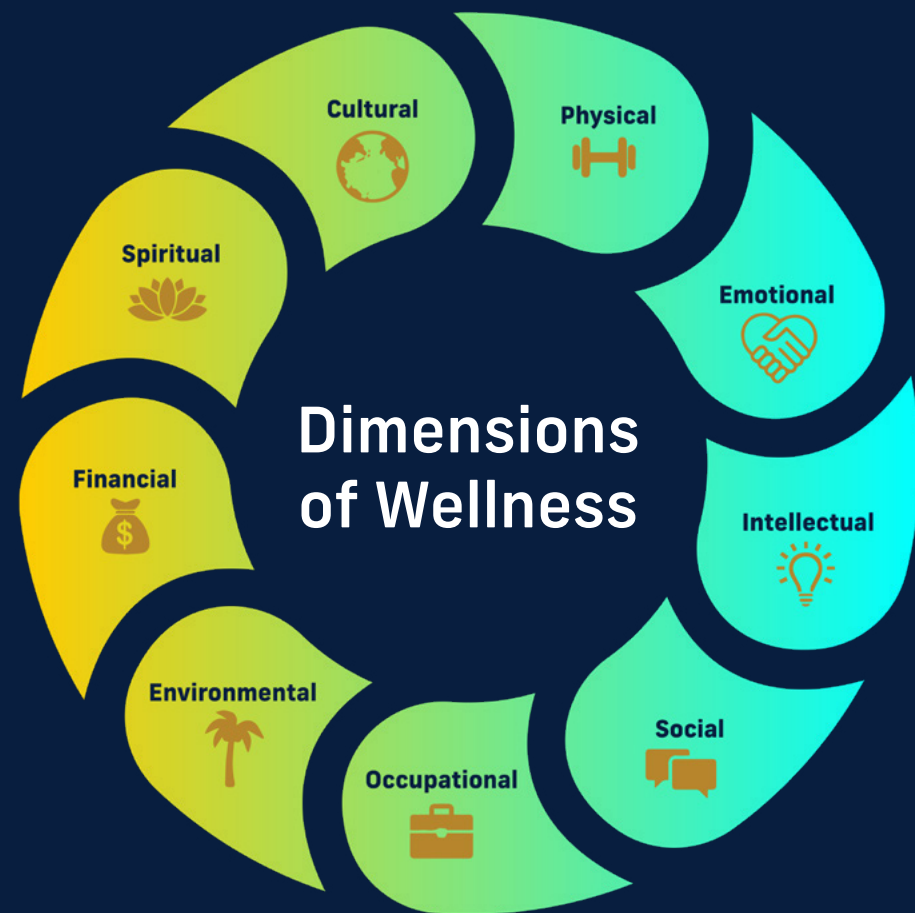 Dimensions
of Wellness
Physical
Emotional
Intellectual
Social
Occupational
Environmental
Financial
$
Spiritual
Cultural